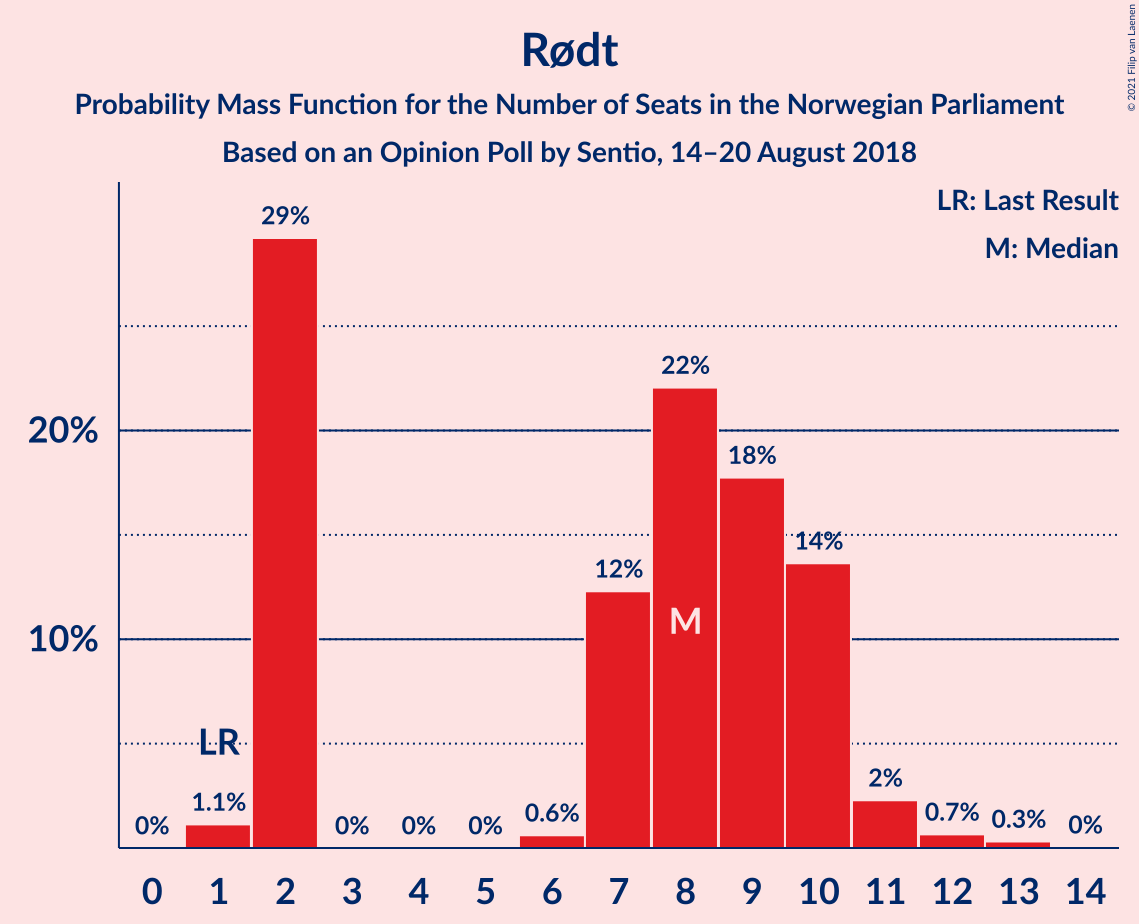 © 2021 Filip van Laenen
Rødt
Probability Mass Function for the Number of Seats in the Norwegian Parliament
Based on an Opinion Poll by Sentio, 14–20 August 2018
LR: Last Result
M: Median
20%
10%
0%
1.1%
29%
0%
0%
0%
0.6%
12%
22%
18%
14%
2%
0.7%
0.3%
0%
LR
M
0 1 2 3 4 5 6 7 8 9 10 11 12 13 14